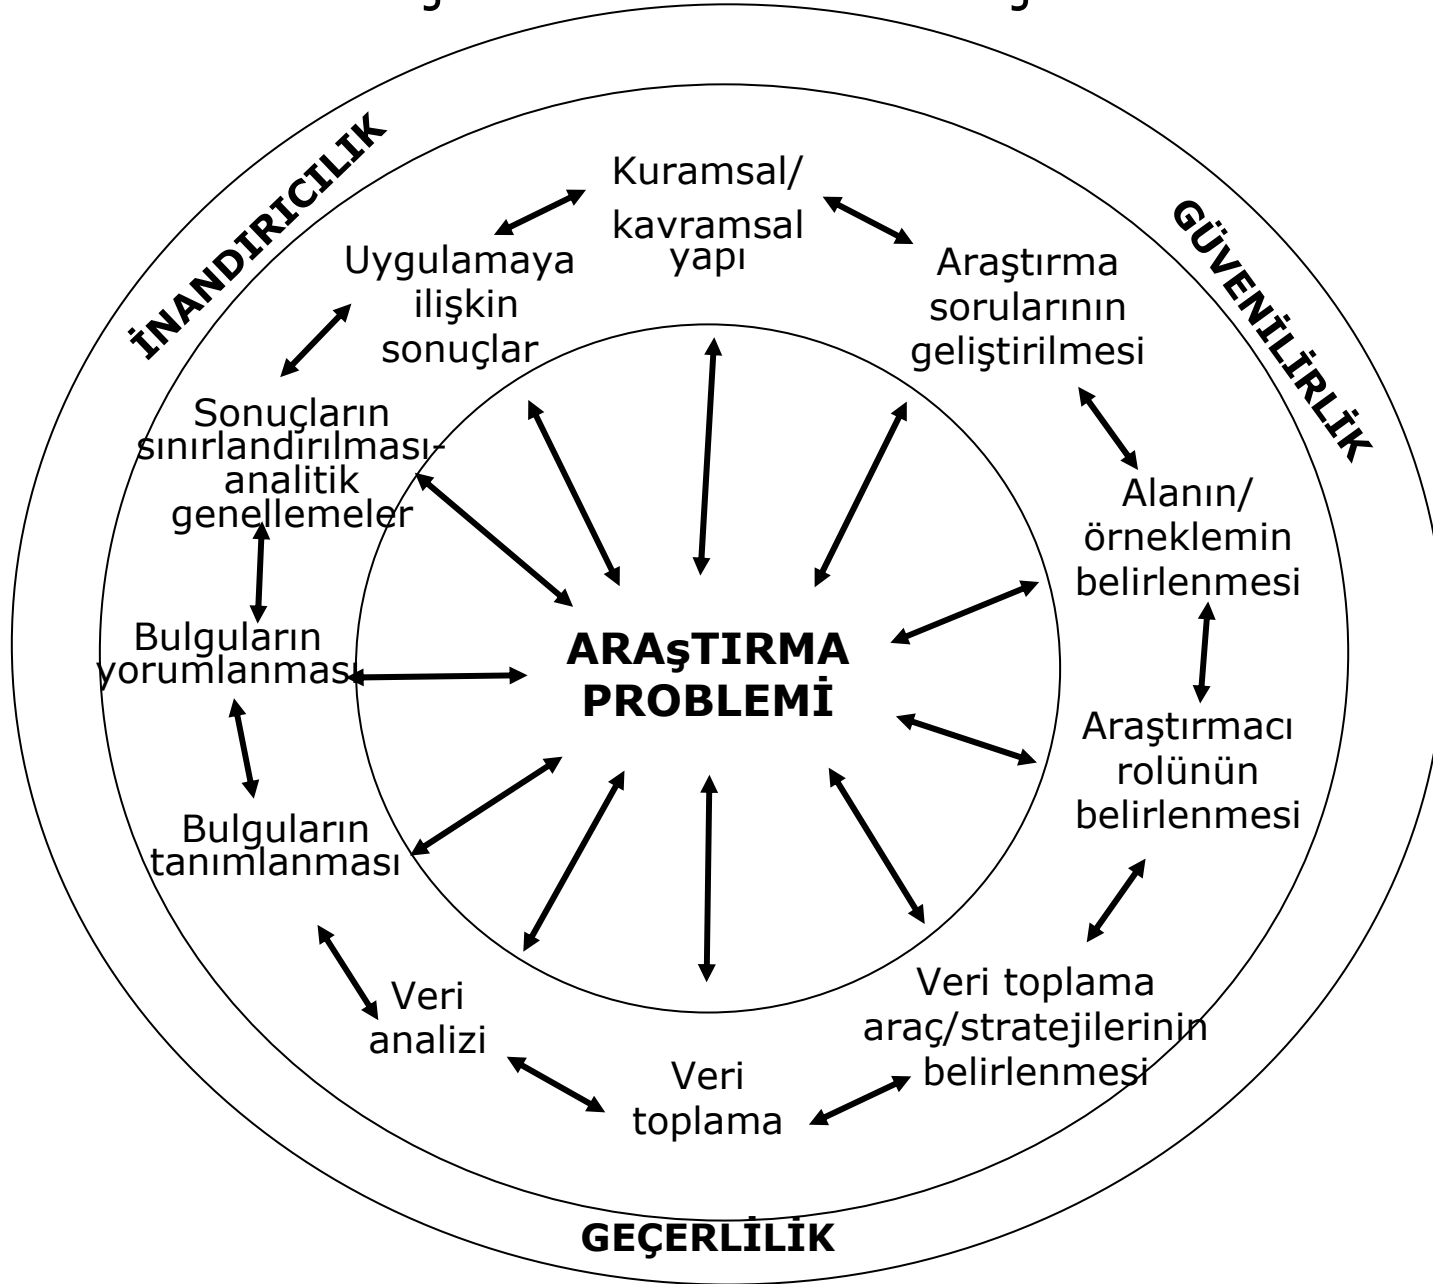 İNANDIRICILIK
GÜVENİLİRLİK
Kuramsal/
kavramsal
yapı
Araştırma
sorularının
geliştirilmesi
Alanın/
örneklemin
belirlenmesi
Araştırmacı
rolünün
belirlenmesi
Veri toplama
araç/stratejilerinin
belirlenmesi
Veri
toplama
Veri
analizi
Bulguların
tanımlanması
Bulguların
yorumlanması
Sonuçların
sınırlandırılması-
analitik
genellemeler
Uygulamaya
ilişkin
sonuçlar
ARAşTIRMA
PROBLEMİ
GEÇERLİLİK